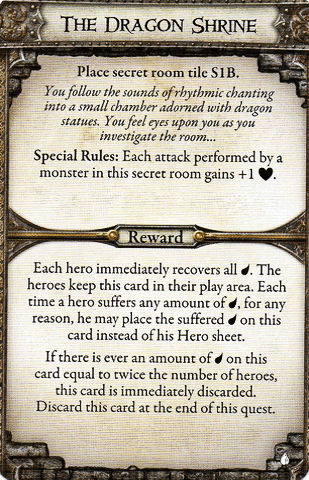 The Dragon Shrine
Place secret room tile S1B.
You follow the sounds of rhythmic chanting
into a small chamber adorned with dragon
statues. You feel eyes upon you as you
investigate the room...
Special Rules: Each attack performed by a
monster in this secret room gains +1 ♥.
Reward
Each hero immediately recovers all . The
heroes keep this card in their play area. Each
time a hero suffers any amount of , for any
reason, he may place the suffered on this
card instead of his Hero sheet.
If there is ever an amount of on this
card equal to twice the number of heroes,
this card is immediately discarded.
Discard this card at the end of this quest.